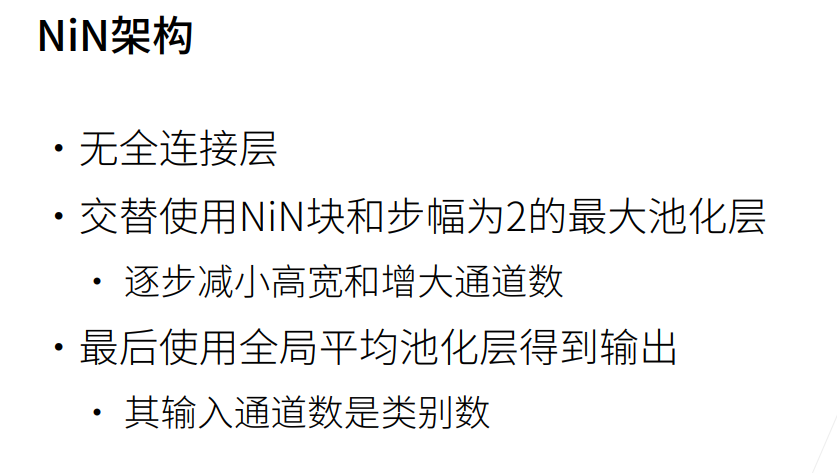 NiN架构
• 无全连接层
• 交替使用NiN块和步幅为2的最大池化层
• 逐步减小高宽和增大通道数
• 最后使用全局平均池化层得到输出
• 其输入通道数是类别数